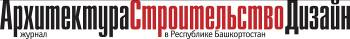 АрхитектураСтроительствоДизайн
журнал в Республике Башкортостан